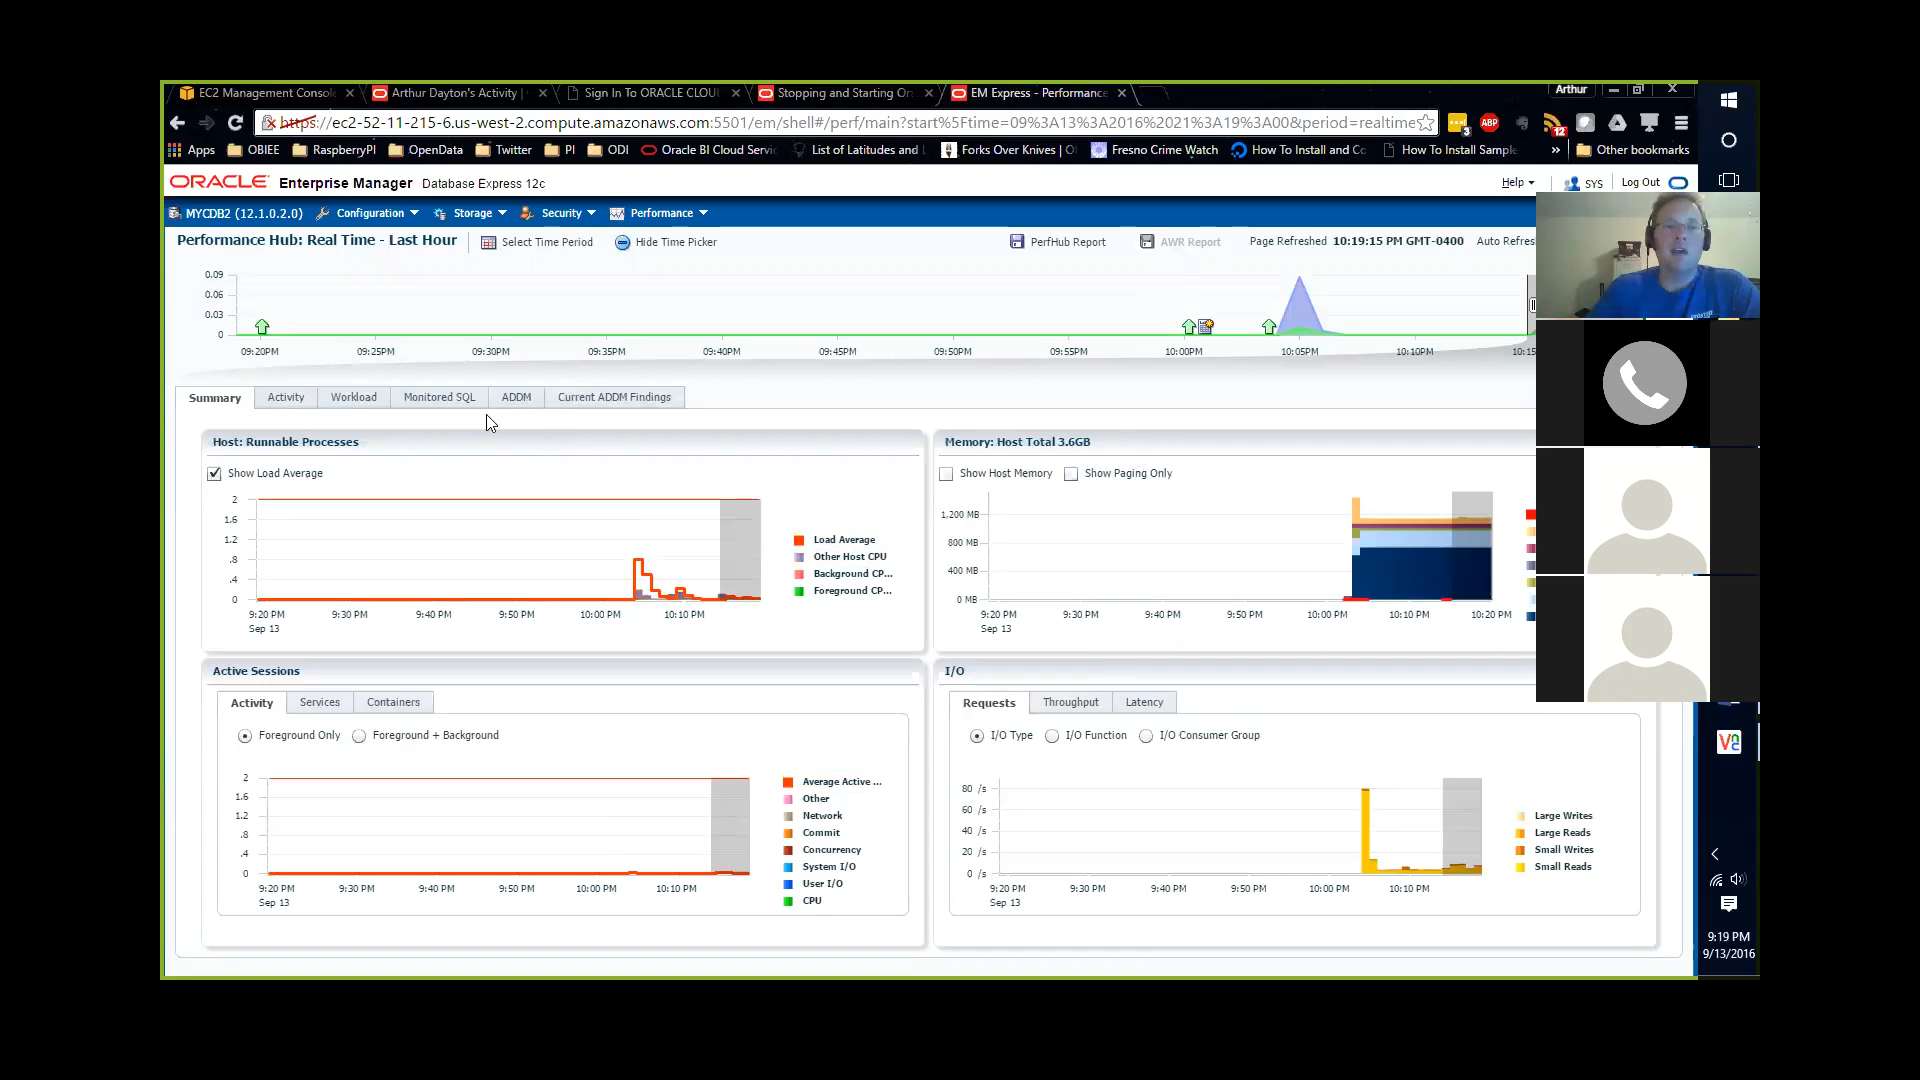 EC2 Management Consol
Arthur Dayton's Activity |
Sign In To ORACLE CLOU
Stopping and Starting Or
EM Express - Performance
Arthur
https://ec2-52-11-215-6.us-west-2.compute.amazonaws.com:5501/em/shell#/perf/main?start%5Ftime=09%3A13%3A2016%2021%3A19%3A00&period=realtime
3
ABP
12
Apps
OBIEE
RaspberryPI
OpenData
Twitter
PI
ODI
Oracle BI Cloud Servic
List of Latitudes and L
Forks Over Knives | O
Fresno Crime Watch
How To Install and Co
How To Install Sample
»
Other bookmarks
ORACLE Enterprise Manager Database Express 12c
Help
SYS
Log Out
MYCDB2 (12.1.0.2.0)
Configuration
Storage
Security
Performance
Performance Hub: Real Time - Last Hour
Select Time Period
Hide Time Picker
PerfHub Report
AWR Report
Page Refreshed 10:19:15 PM GMT-0400
Auto Refres
0.09
0.06
0.03
0
09:20PM 09:25PM 09:30PM 09:35PM 09:40PM 09:45PM 09:50PM 09:55PM 10:00PM 10:05PM 10:10PM 10:15
Summary
Activity
Workload
Monitored SQL
ADDM
Current ADDM Findings
Host: Runnable Processes
Show Load Average
2
1.6
1.2
.8
.4
0
9:20 PM 9:30 PM 9:40 PM 9:50 PM 10:00 PM 10:10 PM
Sep 13
Load Average
Other Host CPU
Background CP...
Foreground CP...
Memory: Host Total 3.6GB
Show Host Memory
Show Paging Only
1,200 MB
800 MB
400 MB
0 MB
9:20 PM 9:30 PM 9:40 PM 9:50 PM 10:00 PM 10:10 PM 10:20 PM
Sep 13
Active Sessions
Activity
Services
Containers
Foreground Only
Foreground + Background
2
1.6
1.2
.8
.4
0
9:20 PM 9:30 PM 9:40 PM 9:50 PM 10:00 PM 10:10 PM
Sep 13
Average Active ...
Other
Network
Commit
Concurrency
System I/O
User I/O
CPU
I/O
Requests
Throughput
Latency
I/O Type
I/O Function
I/O Consumer Group
80 /s
60 /s
40 /s
20 /s
0 /s
9:20 PM 9:30 PM 9:40 PM 9:50 PM 10:00 PM 10:10 PM
Sep 13
Large Writes
Large Reads
Small Writes
Small Reads
9:19 PM
9/13/2016